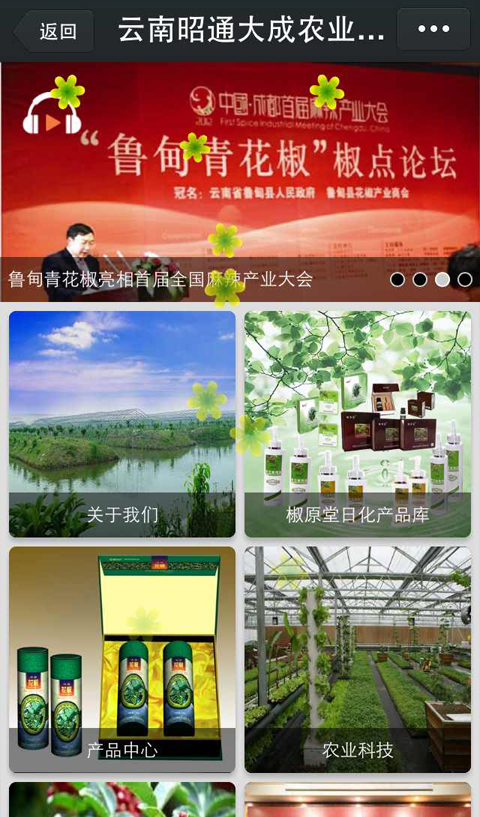 返回
云南昭通大成农业...
中国·成都首届麻辣产业大会
First Spice Industrial Meeting of Chengdu, China
“鲁甸青花椒”椒点论坛
冠名：云南省鲁甸县人民政府 鲁甸县花椒产业商会
鲁甸青花椒亮相首届全国麻辣产业大会
关于我们
椒原堂日化产品库
产品中心
农业科技